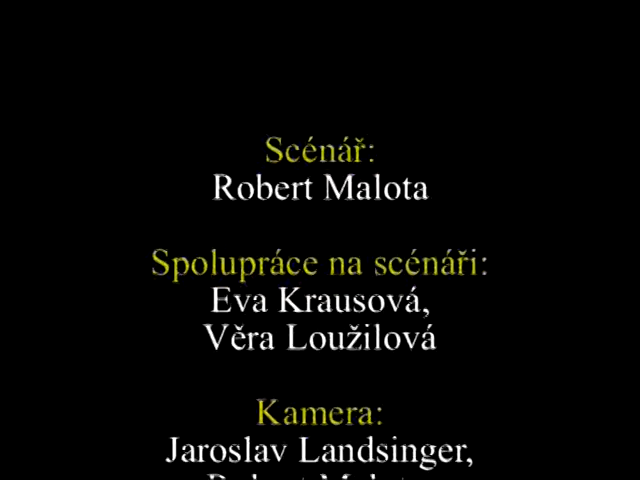 Scénář:
Robert Malota
Spolupráce na scénáři:
Eva Krausová,
Věra Loužilová
Kamera:
Jaroslav Landsinger,